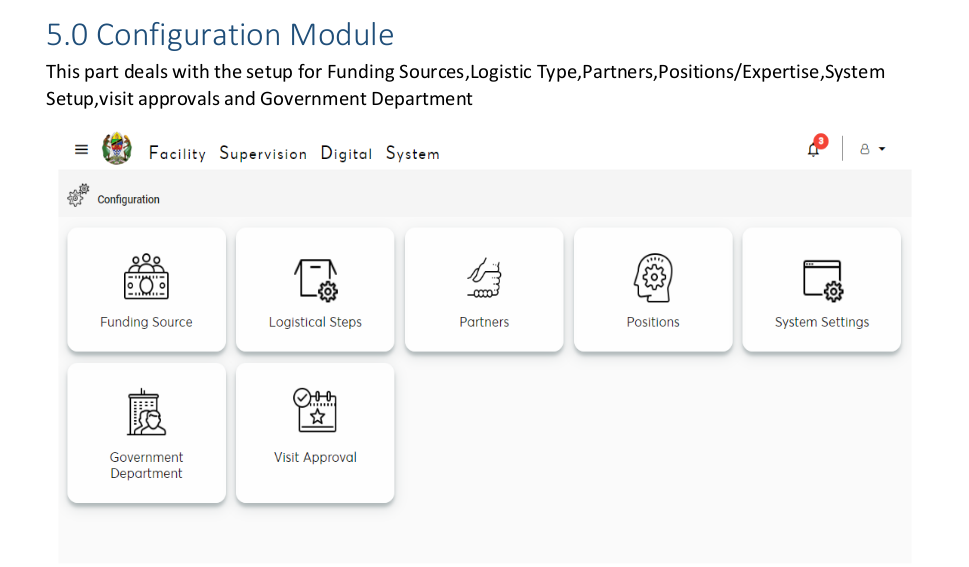 5.0 Configuration Module
This part deals with the setup for Funding Sources,Logistic Type,Partners,Positions/Expertise,System
Setup,visit approvals and Government Department
Facility Supervision Digital System
3
Configuration
Funding Source
Logistical Steps
Partners
Positions
System Settings
Government
Department
Visit Approval